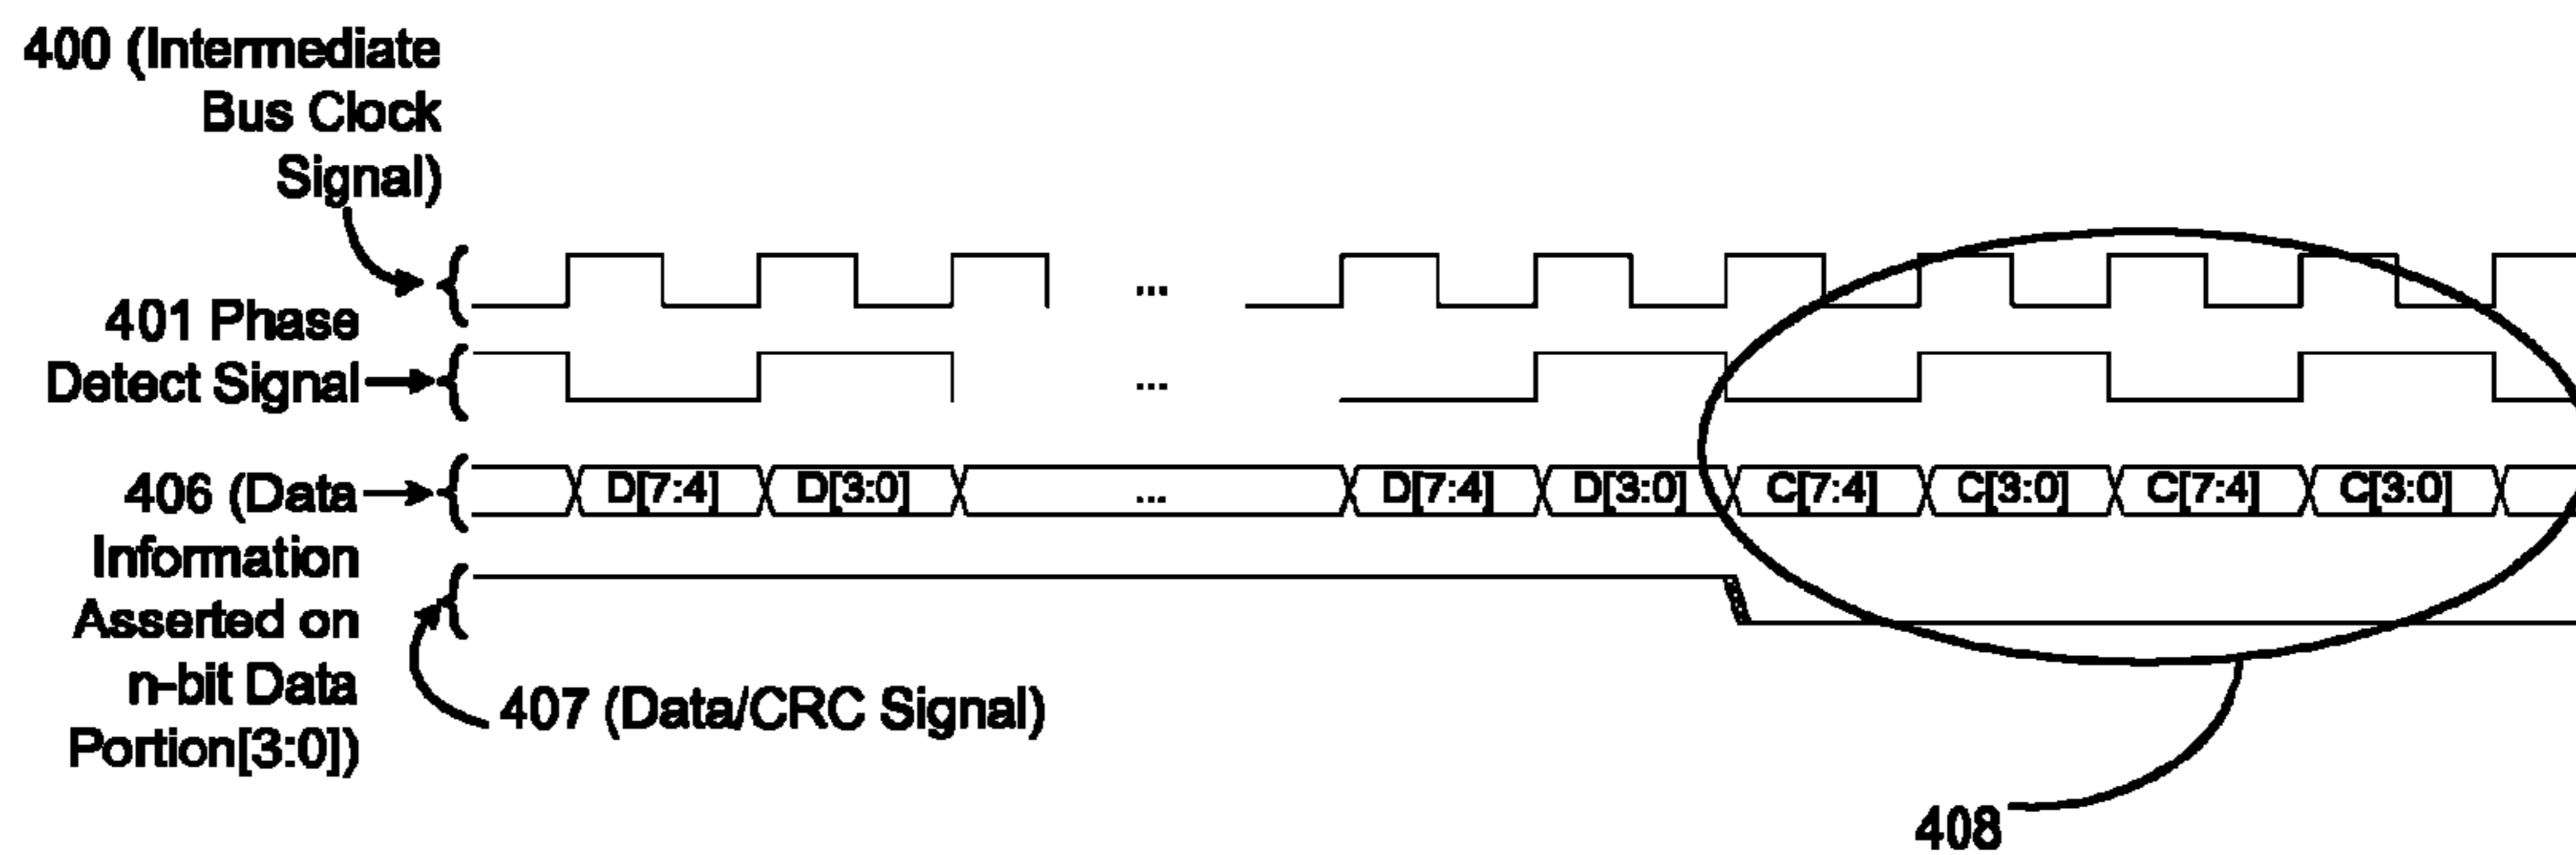 400 (Intermediate
Bus Clock
Signal)
...
401 Phase
Detect Signal
...
406 (Data
Information
Asserted on
n-bit Data
Portion[3:0])
D[7:4] D[3:0] ... D[7:4] D[3:0] C[7:4] C[3:0] C[7:4] C[3:0]
407 (Data/CRC Signal)
408